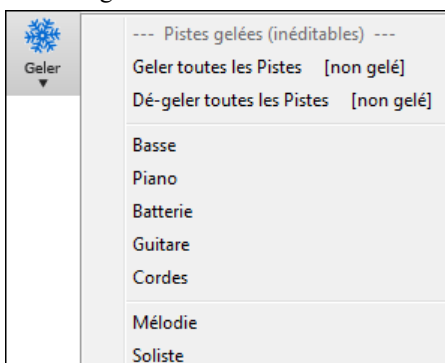 Geler
--- Pistes gelées (inéditables) ---
Geler toutes les Pistes [non gelé]
Dé-geler toutes les Pistes [non gelé]
Basse
Piano
Batterie
Guitare
Cordes
Mélodie
Soliste